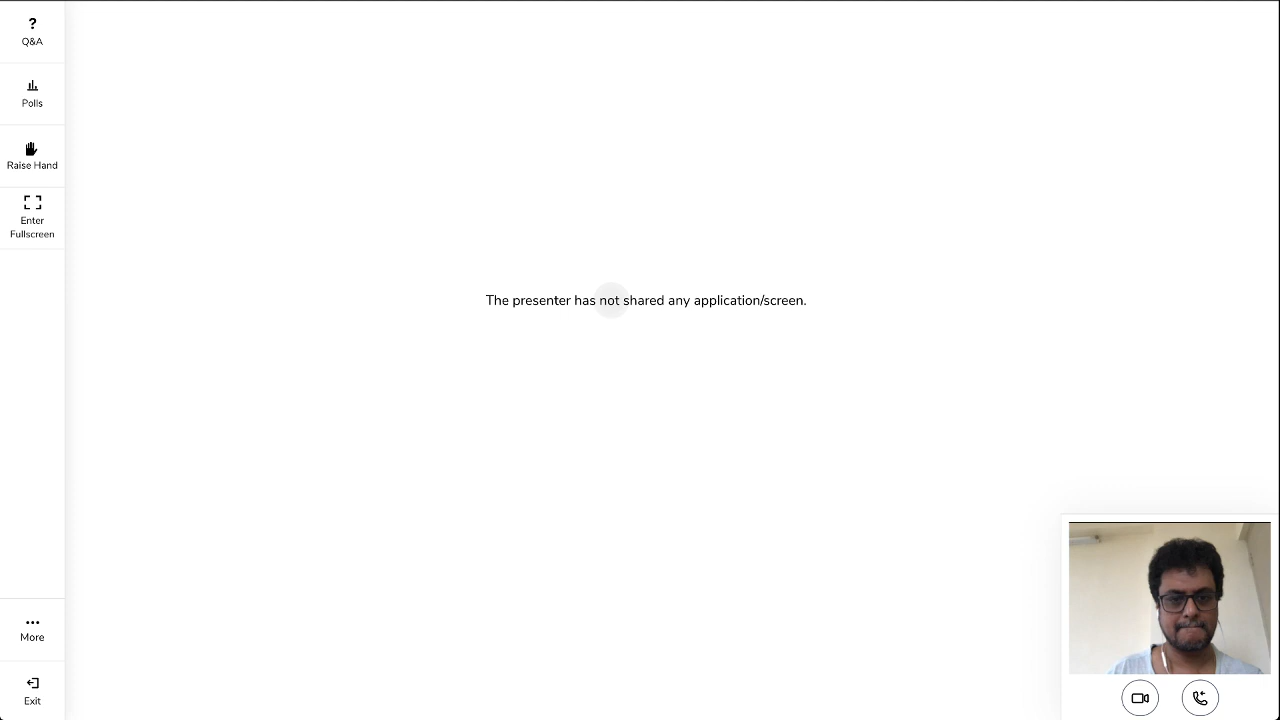 ?
Q&A
Polls
Raise Hand
Enter
Fullscreen
The presenter has not shared any application/screen.
More
Exit